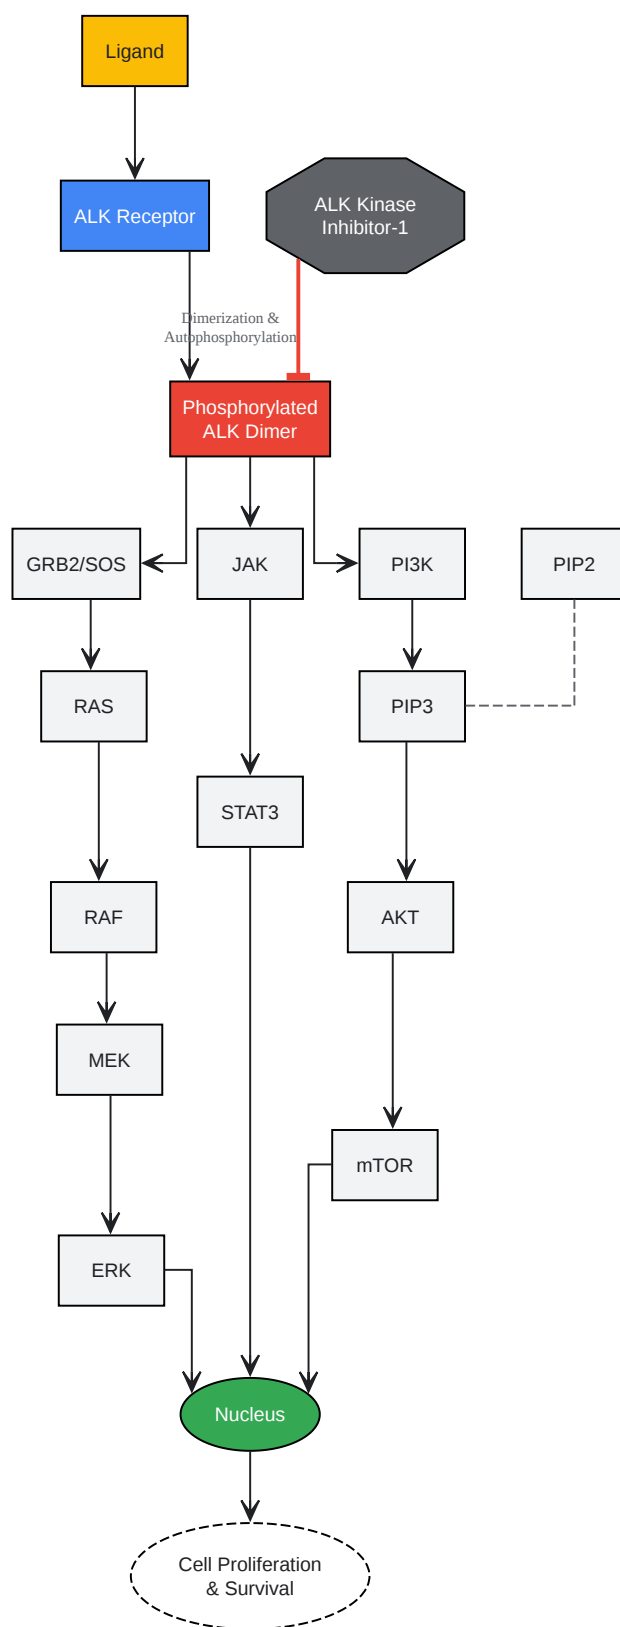 Ligand
ALK Receptor
ALK Kinase
Inhibitor-1
Dimerization &
Autophosphorylation
Phosphorylated
ALK Dimer
GRB2/SOS
JAK
PI3K
PIP2
RAS
PIP3
STAT3
RAF
AKT
MEK
mTOR
ERK
Nucleus
Cell Proliferation
& Survival